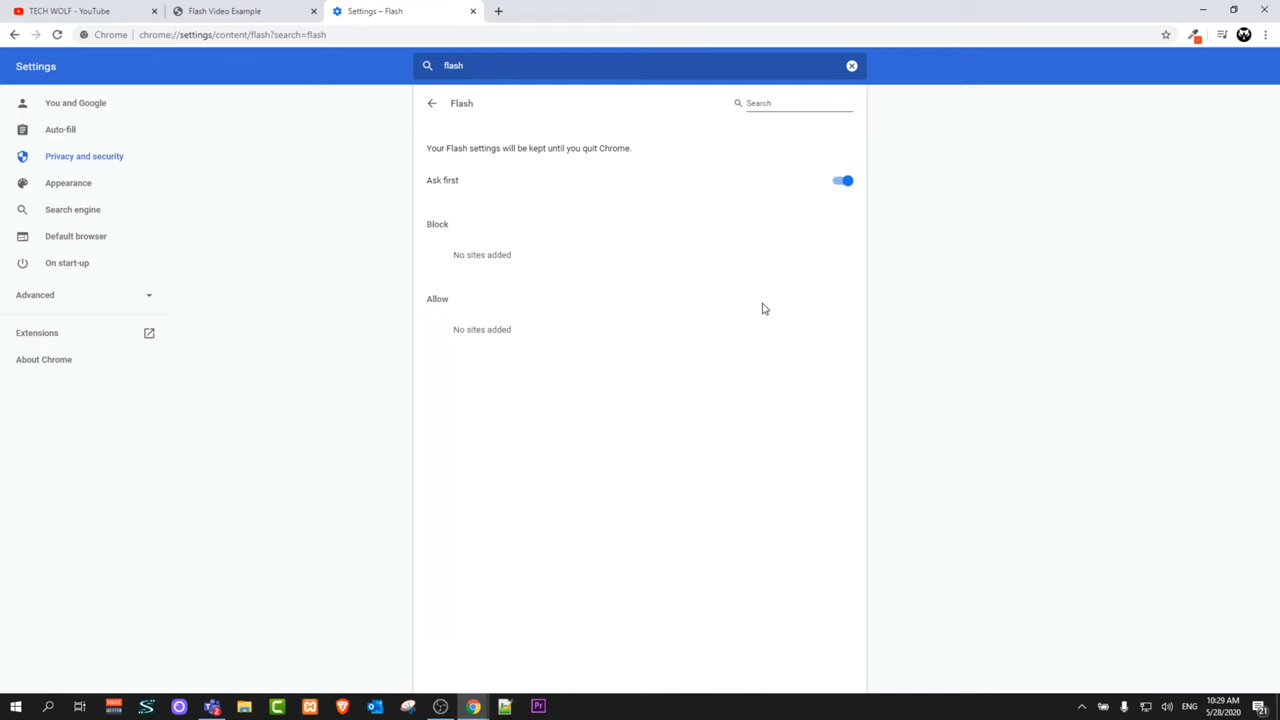 TECH WOLF - YouTube
Flash Video Example
Settings – Flash
Chrome
chrome://settings/content/flash?search=flash
Settings
flash
You and Google
Auto-fill
Privacy and security
Appearance
Search engine
Default browser
On start-up
Advanced
Extensions
About Chrome
Flash
Search
Your Flash settings will be kept until you quit Chrome.
Ask first
Block
No sites added
Allow
No sites added
ENG
10:29 AM
5/28/2020
21